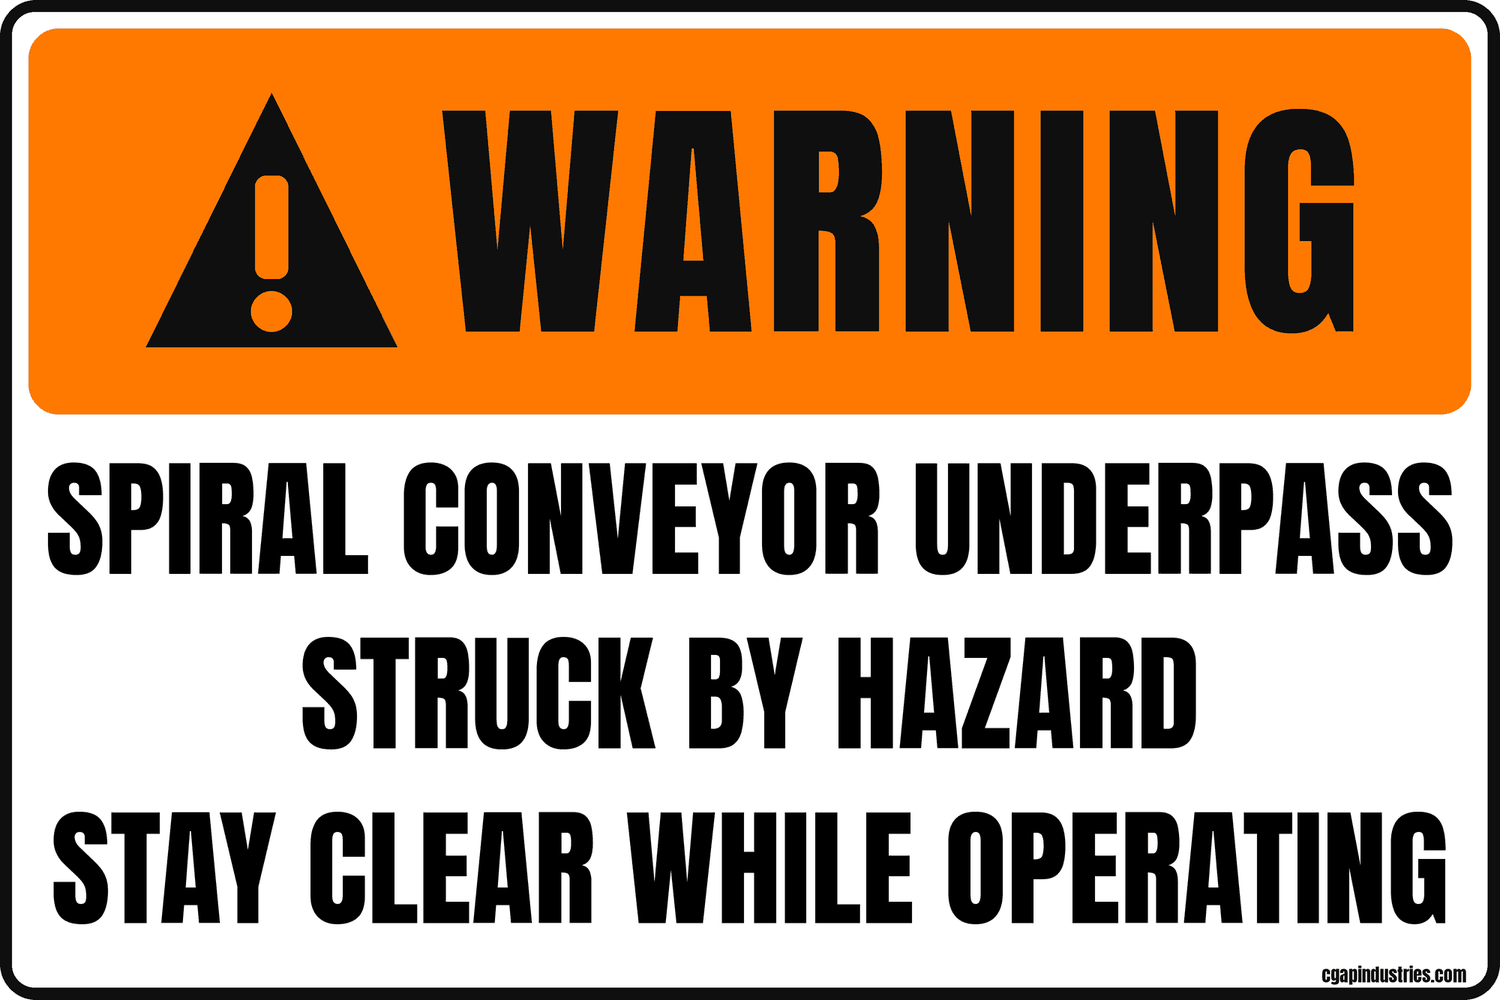 WARNING
SPIRAL CONVEYOR UNDERPASS
STRUCK BY HAZARD
STAY CLEAR WHILE OPERATING
cgapindustries.com